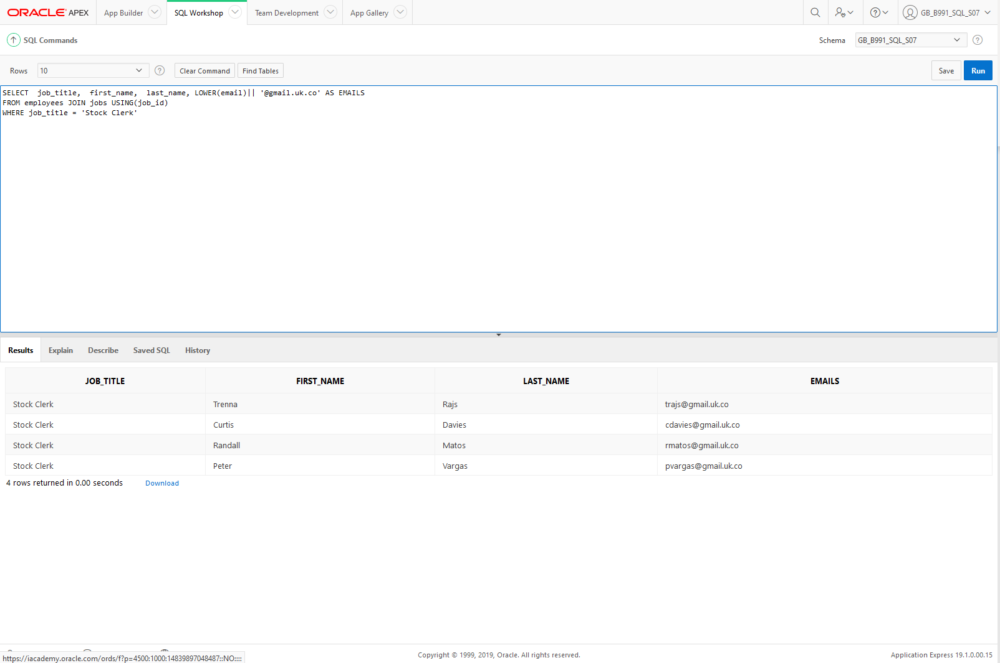 ORACLE APEX App Builder SQL Workshop Team Development App Gallery GB_B991_SQL_S07
SQL Commands Schema GB_B991_SQL_S07
Rows 10 Clear Command Find Tables Save Run
SELECT  job_title,  first_name,  last_name, LOWER(email)|| '@gmail.uk.co' AS EMAILS
FROM employees JOIN jobs USING(job_id)
WHERE job_title = 'Stock Clerk'
Results Explain Describe Saved SQL History
JOB_TITLE FIRST_NAME LAST_NAME EMAILS
Stock Clerk Trenna Rajs trajs@gmail.uk.co
Stock Clerk Curtis Davies cdavies@gmail.uk.co
Stock Clerk Randall Matos rmatos@gmail.uk.co
Stock Clerk Peter Vargas pvargas@gmail.uk.co
4 rows returned in 0.00 seconds Download
https://iacademy.oracle.com/ords/f?p=4500:1000:14839897048487::NO:::: Copyright © 1999, 2019, Oracle. All rights reserved. Application Express 19.1.0.00.15